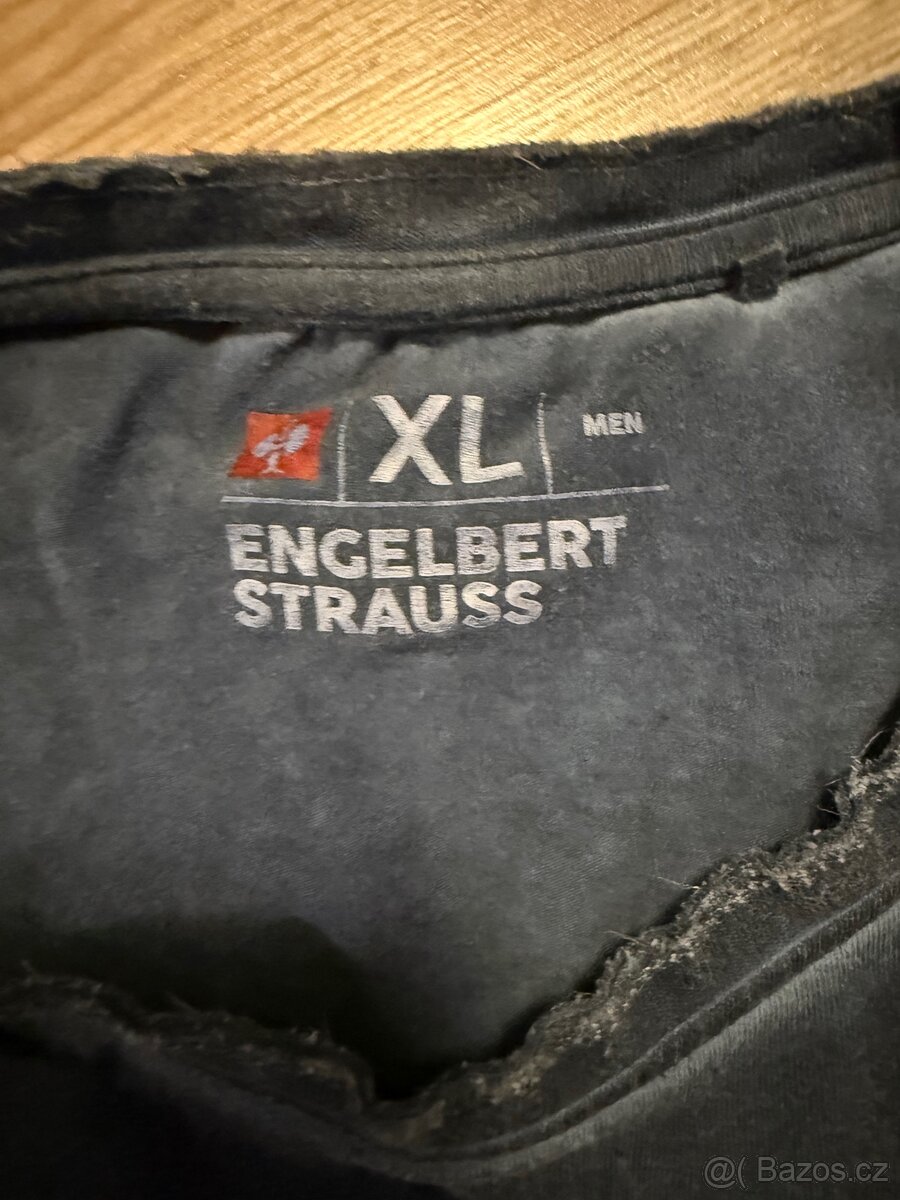 XL MEN
ENGELBERT
STRAUSS
@( Bazos.cz